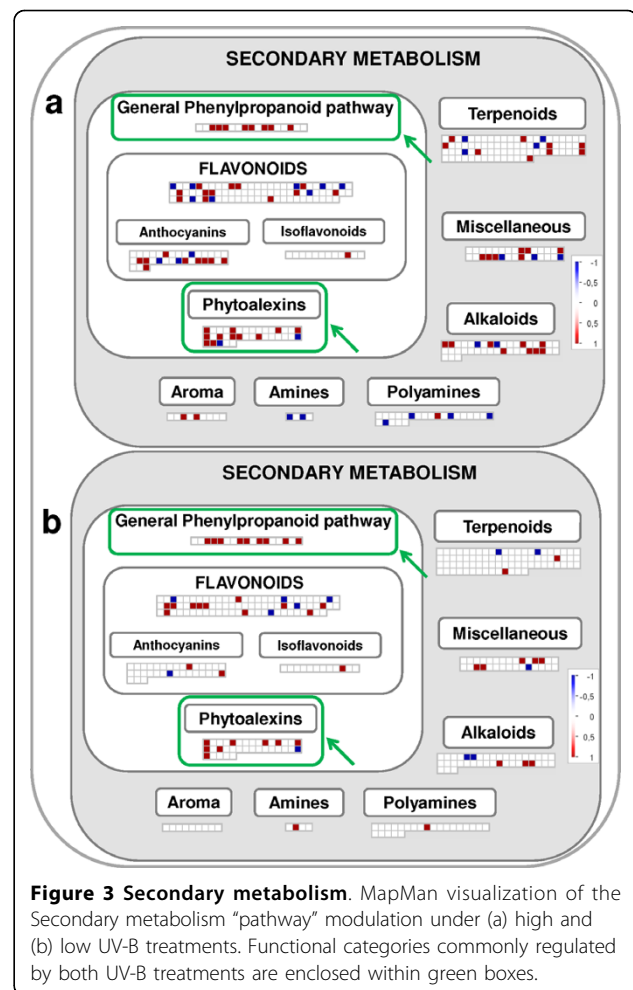 SECONDARY METABOLISM
a
General Phenylpropanoid pathway
Terpenoids
FLAVONOIDS
Anthocyanins
Isoflavonoids
Miscellaneous
-1
-0,5
0
0,5
1
Phytoalexins
Alkaloids
Aroma
Amines
Polyamines
SECONDARY METABOLISM
b
General Phenylpropanoid pathway
Terpenoids
FLAVONOIDS
Anthocyanins
Isoflavonoids
Miscellaneous
-1
-0,5
0
0,5
1
Phytoalexins
Alkaloids
Aroma
Amines
Polyamines
Figure 3 Secondary metabolism. MapMan visualization of the
Secondary metabolism “pathway” modulation under (a) high and
(b) low UV-B treatments. Functional categories commonly regulated
by both UV-B treatments are enclosed within green boxes.